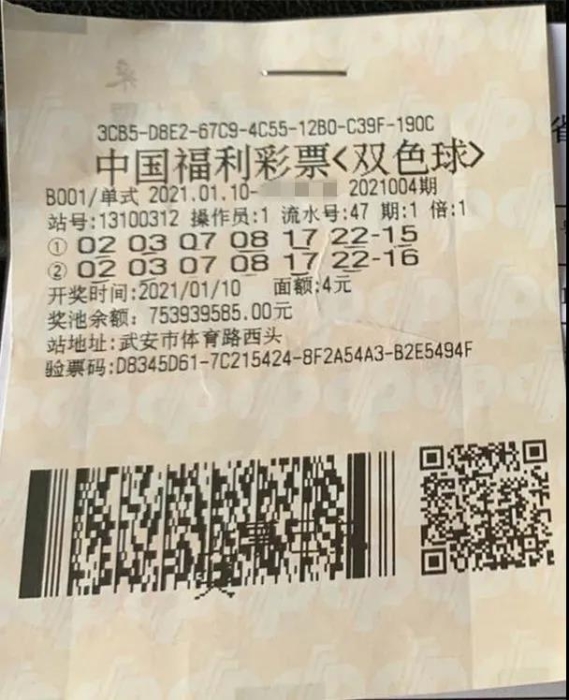 3CB5-D8E2-67C9-4C55-12B0-C39F-190C
中国福利彩票<双色球>
B001/单式 2021.01.10- 2021004期
站号:13100312 操作员:1 流水号:47 期:1 倍:1
① 02 03 07 08 17 22-15
② 02 03 07 08 17 22-16
开奖时间:2021/01/10 面额:4元
奖池余额: 753939585.00元
站地址:武安市体育路西头
验票码:D8345D61-7C215424-8F2A54A3-B2E5494F